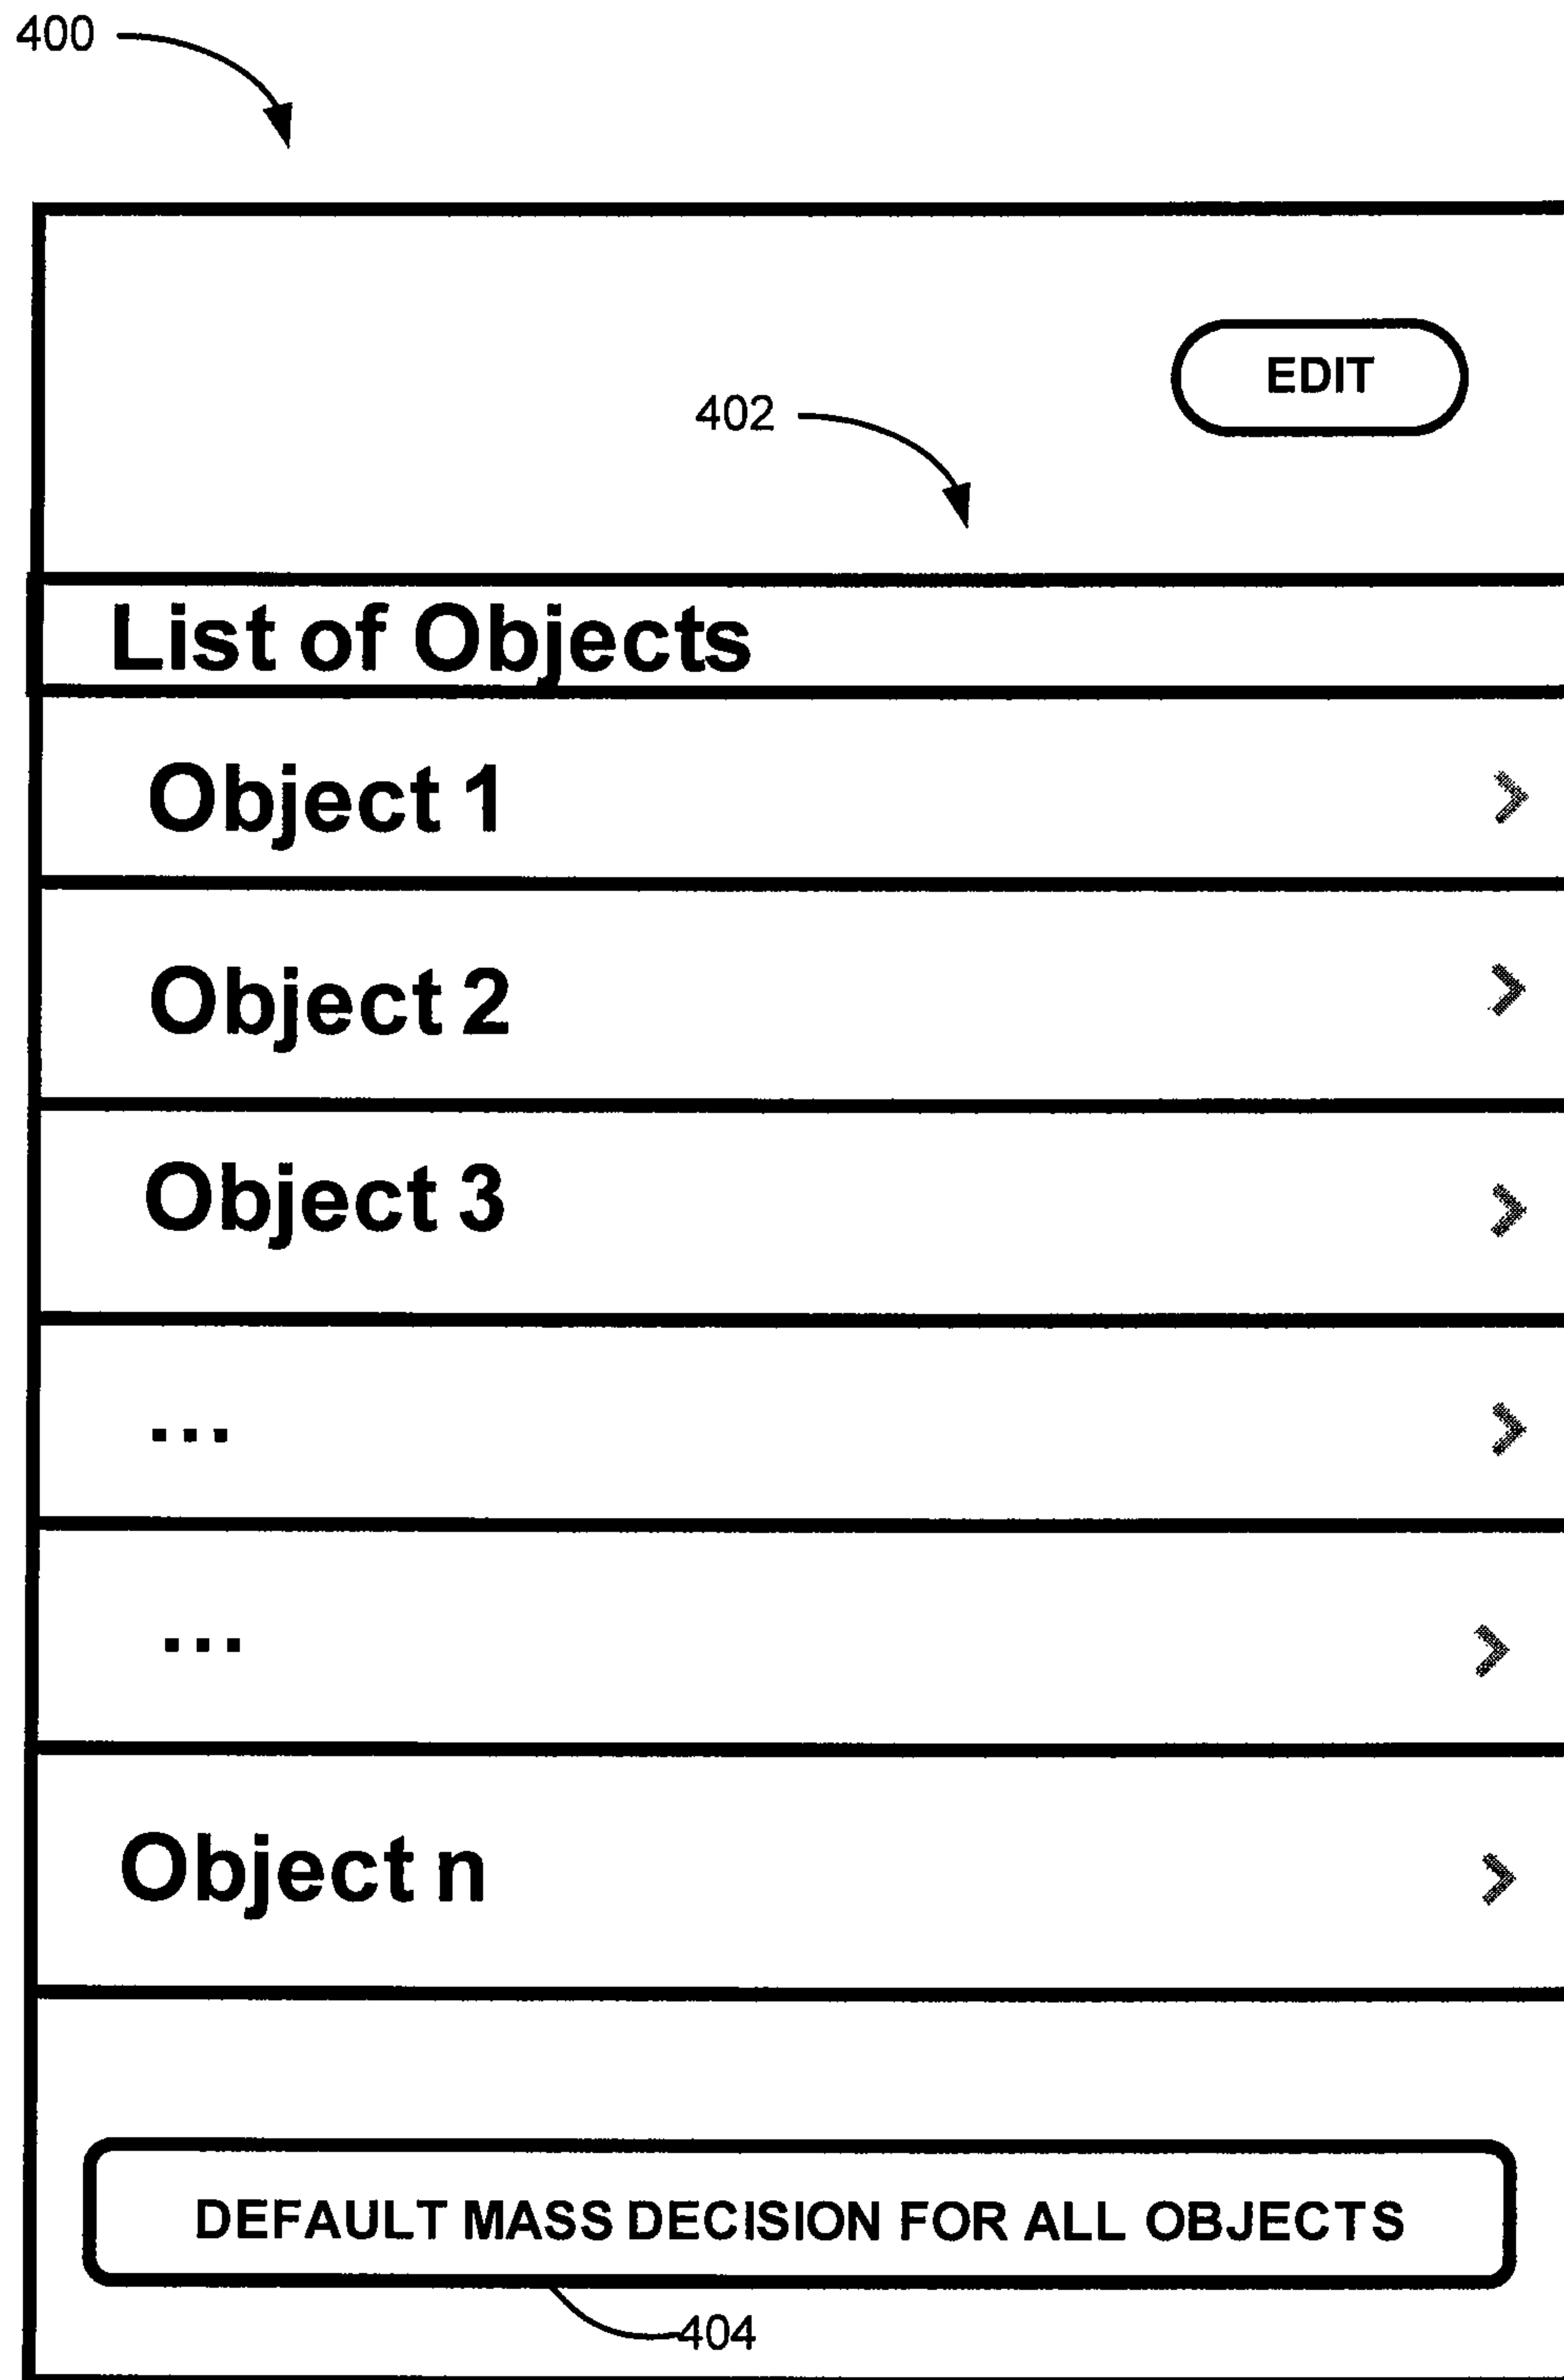 400
EDIT
402
List of Objects
Object 1
>
Object 2
>
Object 3
>
...
>
...
>
Object n
>
DEFAULT MASS DECISION FOR ALL OBJECTS
404